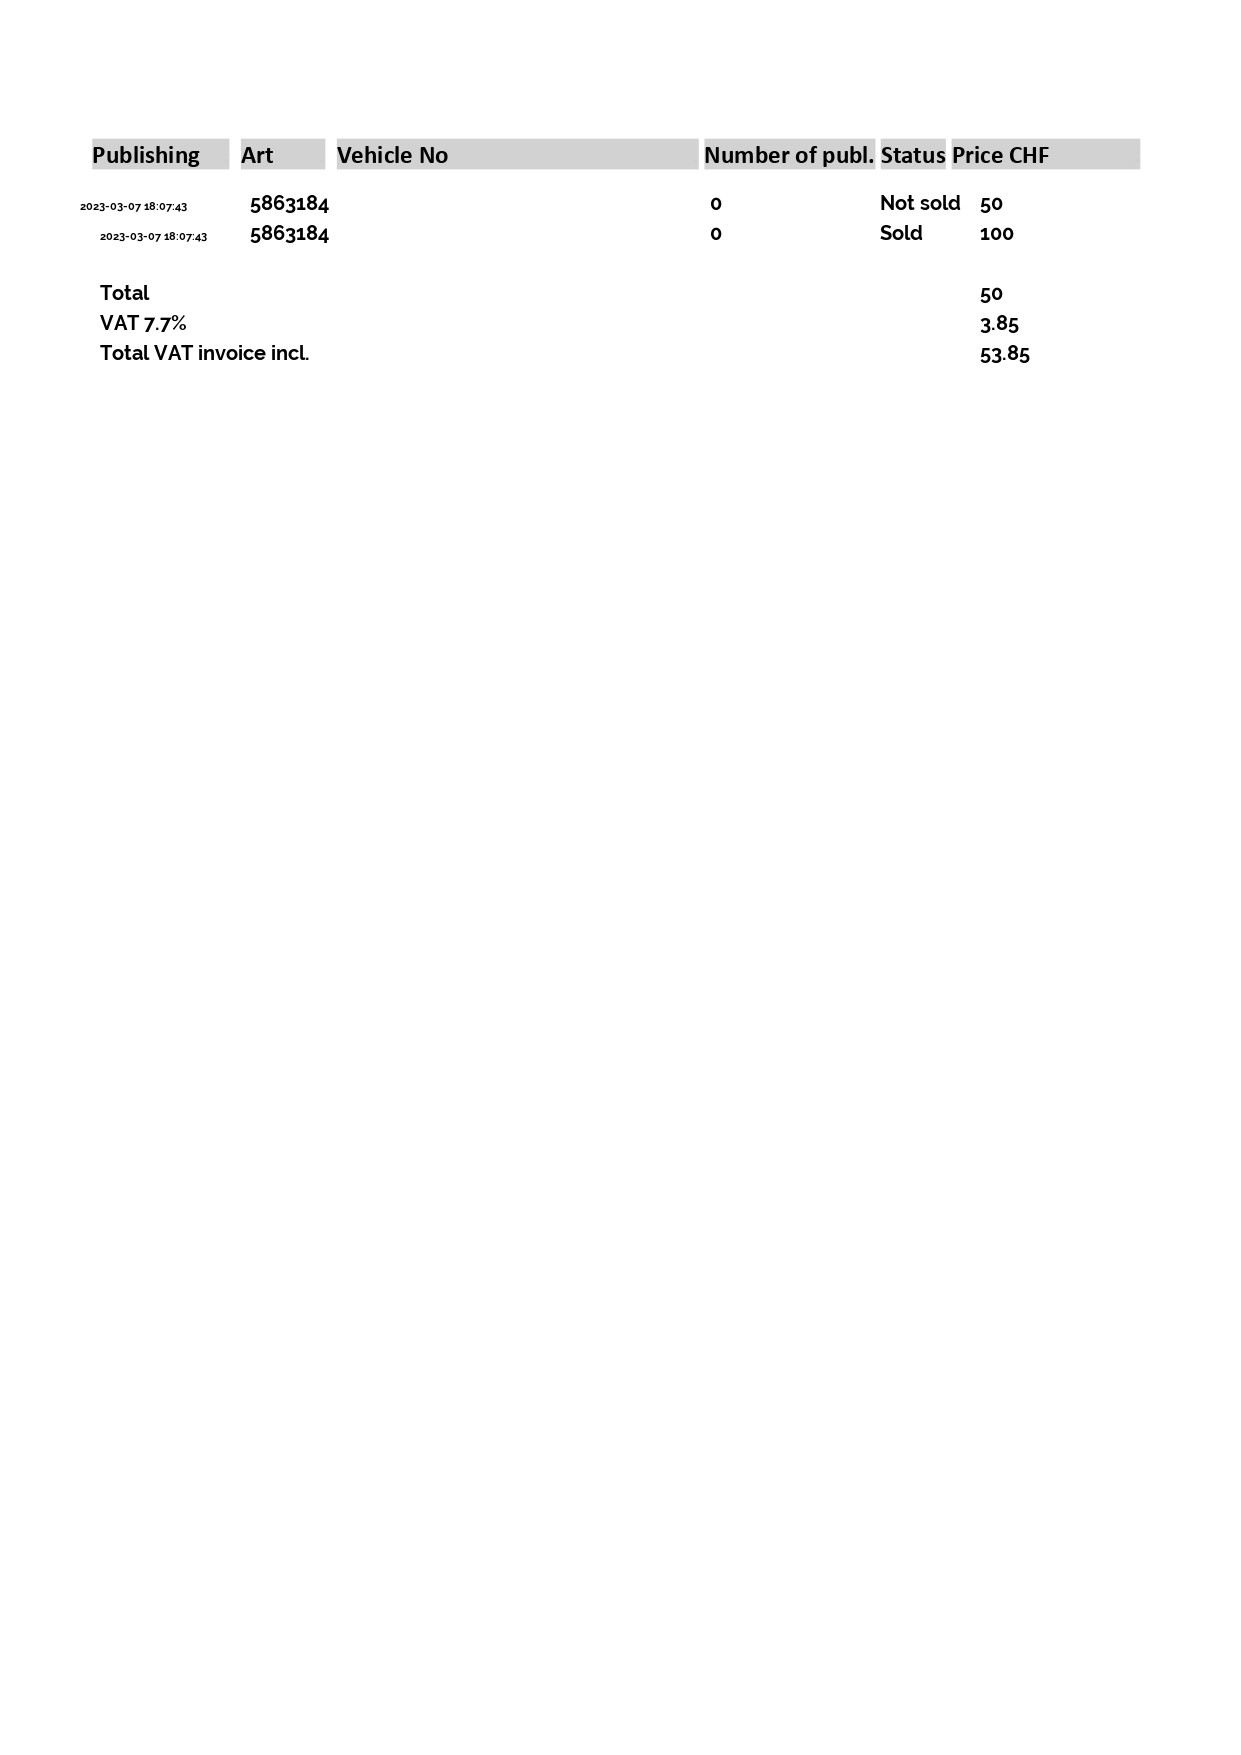 Publishing Art Vehicle No Number of publ. Status Price CHF
2023-03-07 18:07:43 5863184 0 Not sold 50
2023-03-07 18:07:43 5863184 0 Sold 100
Total 50
VAT 7.7% 3.85
Total VAT invoice incl. 53.85